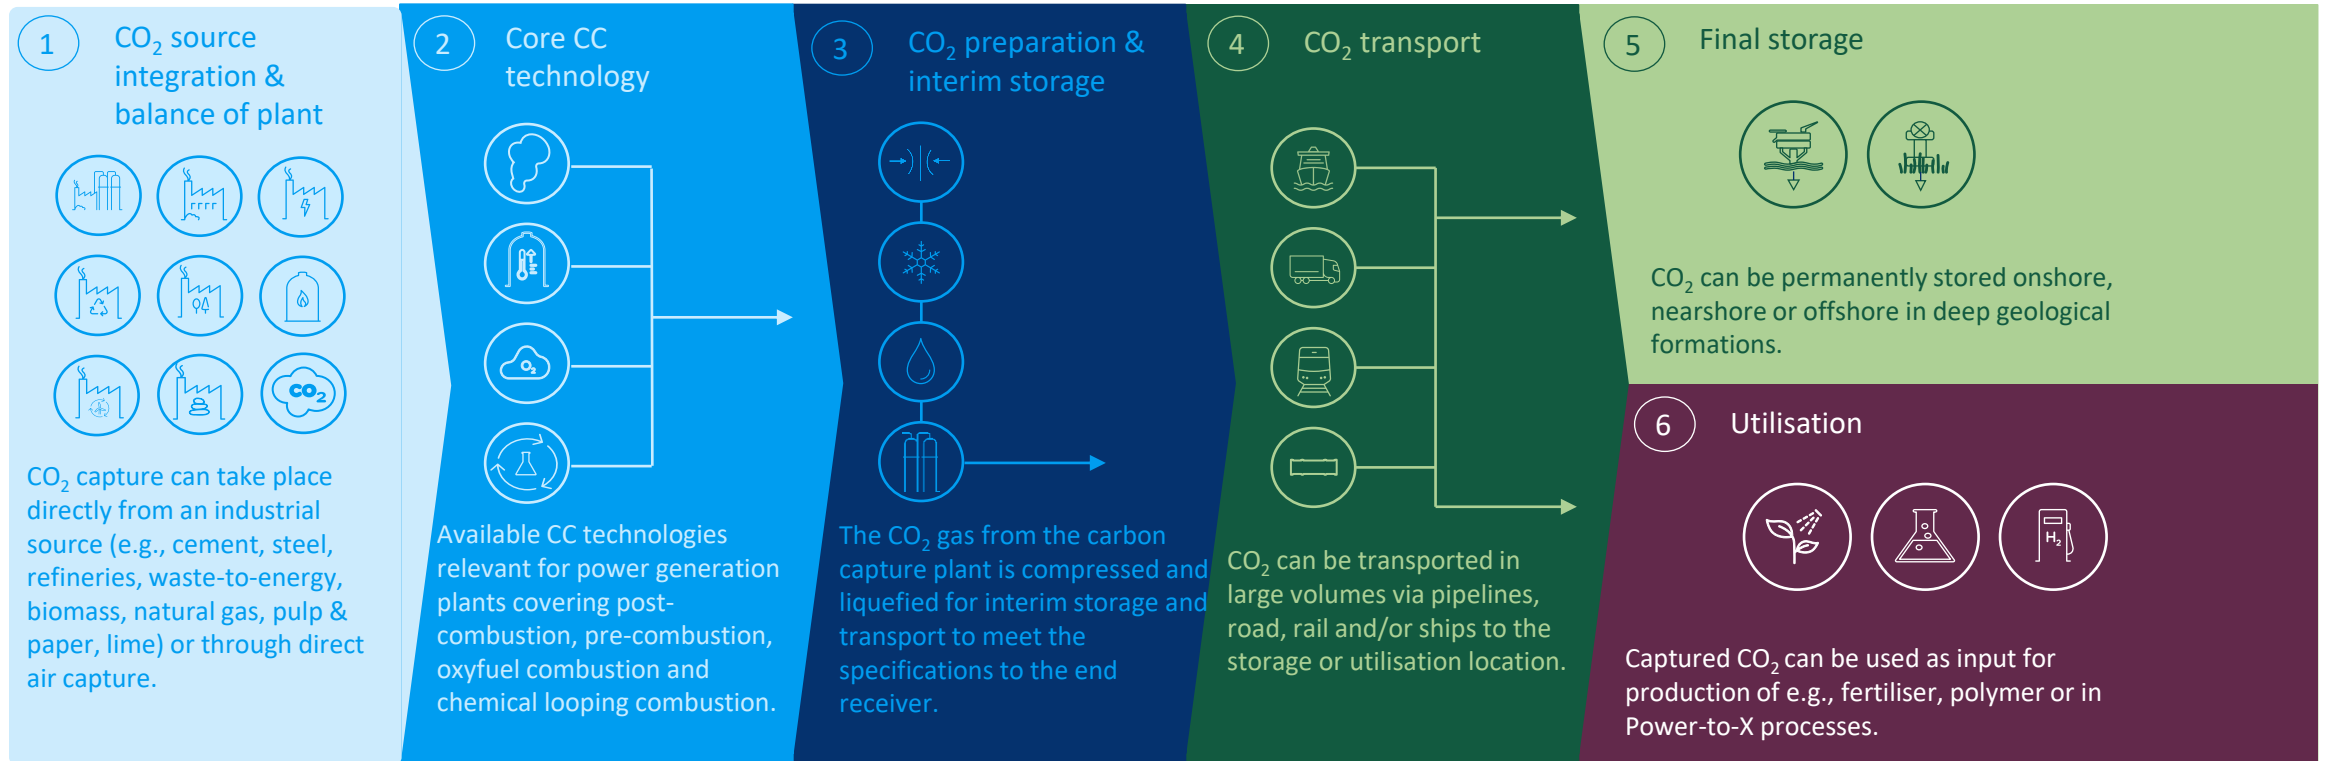 1
CO₂ source
integration &
balance of plant
CO₂
CO₂ capture can take place
directly from an industrial
source (e.g., cement, steel,
refineries, waste-to-energy,
biomass, natural gas, pulp &
paper, lime) or through direct
air capture.
2
Core CC
technology
O₂
Available CC technologies
relevant for power generation
plants covering post-
combustion, pre-combustion,
oxyfuel combustion and
chemical looping combustion.
3
CO₂ preparation &
interim storage
The CO₂ gas from the carbon
capture plant is compressed and
liquefied for interim storage and
transport to meet the
specifications to the end
receiver.
4
CO₂ transport
CO₂ can be transported in
large volumes via pipelines,
road, rail and/or ships to the
storage or utilisation location.
5
Final storage
CO₂ can be permanently stored onshore,
nearshore or offshore in deep geological
formations.
6
Utilisation
H₂
Captured CO₂ can be used as input for
production of e.g., fertiliser, polymer or in
Power-to-X processes.